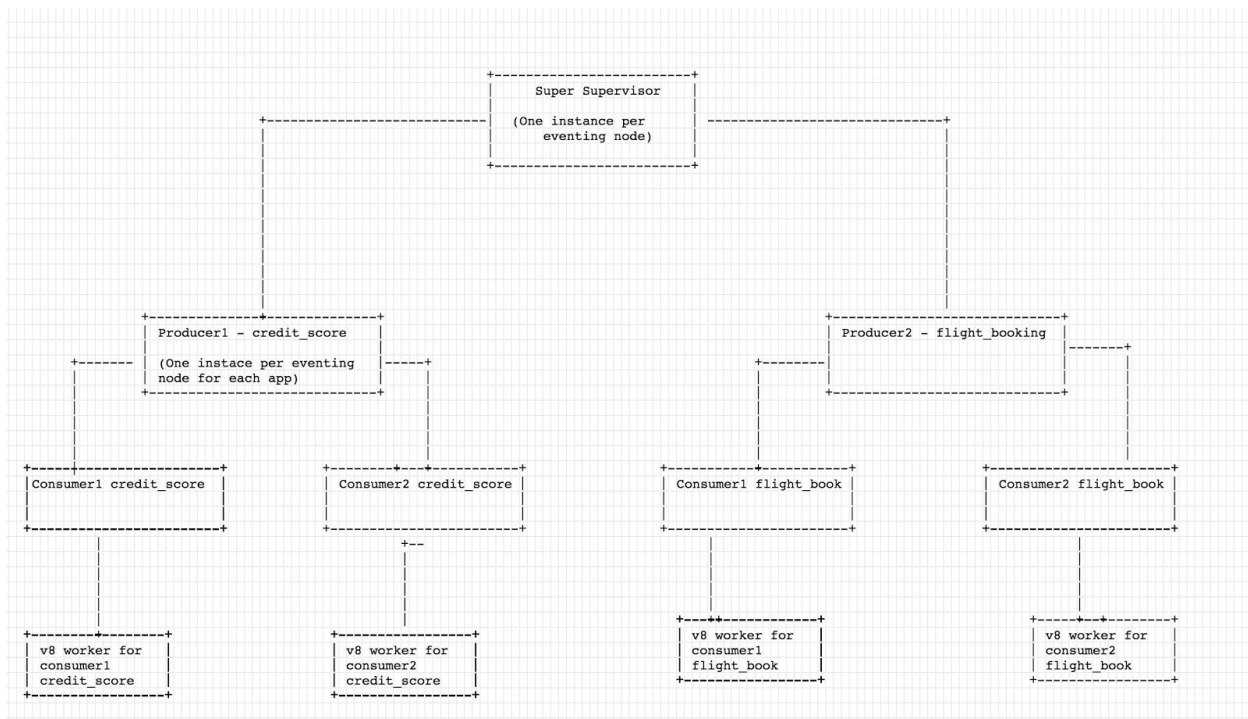 Super Supervisor
(One instance per
eventing node)
Producer1 - credit_score
(One instace per eventing
node for each app)
Producer2 - flight_booking
Consumer1 credit_score
Consumer2 credit_score
Consumer1 flight_book
Consumer2 flight_book
v8 worker for
consumer1
credit_score
v8 worker for
consumer2
credit_score
v8 worker for
consumer1
flight_book
v8 worker for
consumer2
flight_book